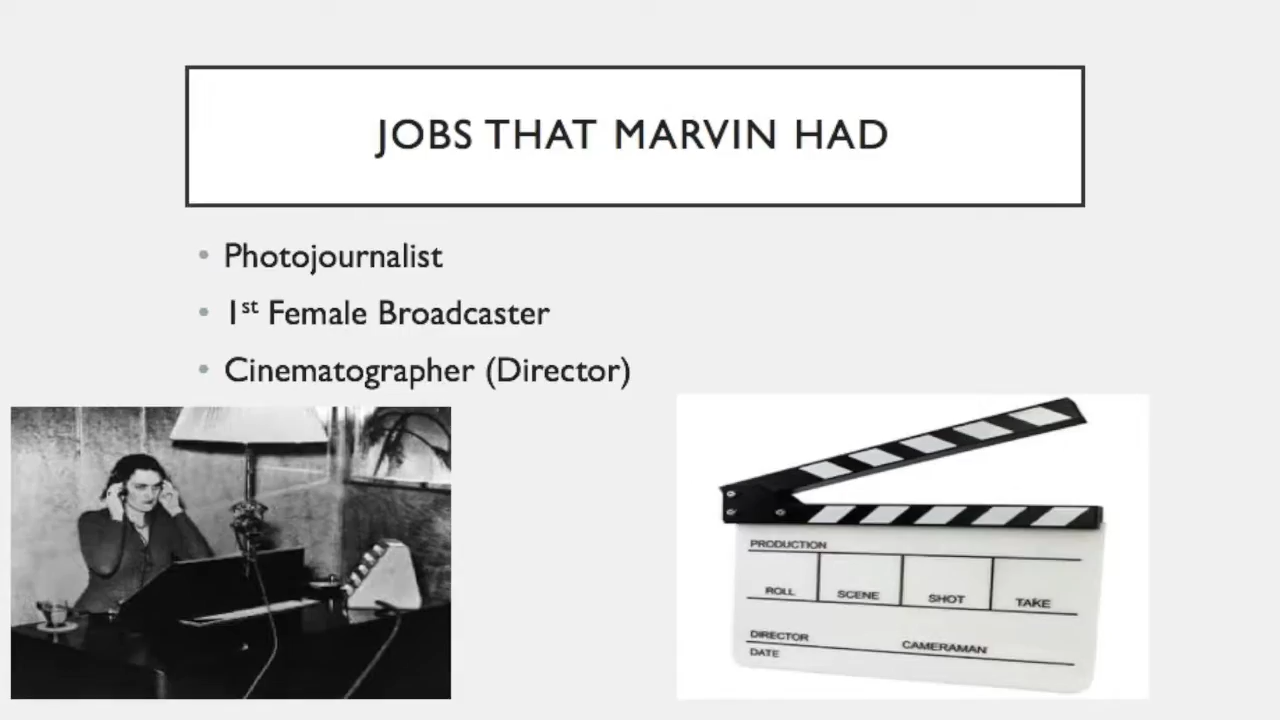 JOBS THAT MARVIN HAD
• Photojournalist
• 1st Female Broadcaster
• Cinematographer (Director)
PRODUCTION
ROLL SCENE SHOT TAKE
DIRECTOR CAMERAMAN
DATE